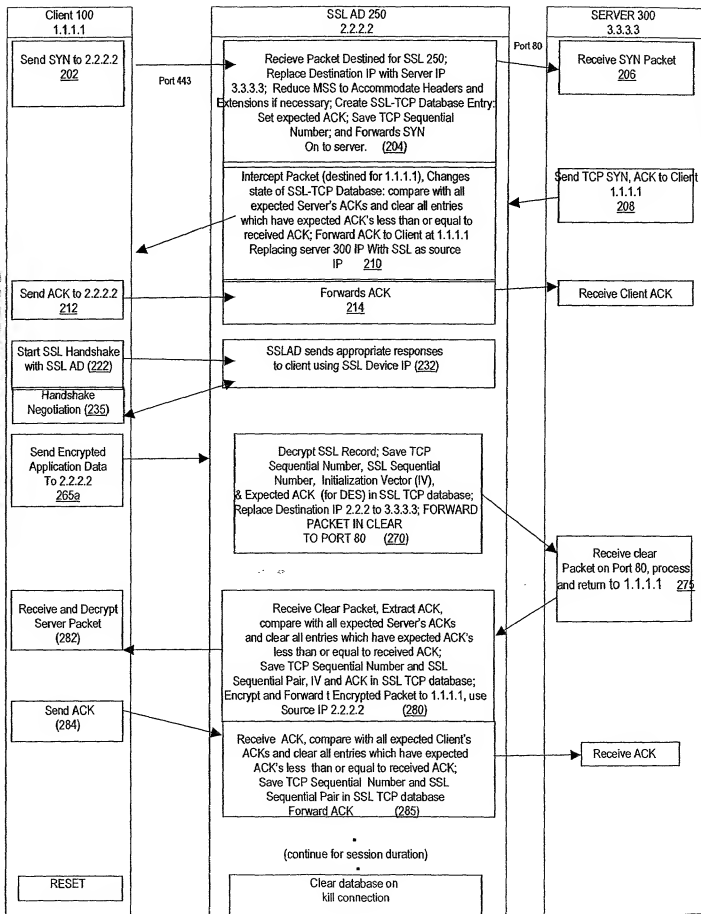 Client 100
1.1.1.1
SSL AD 250
2.2.2.2
SERVER 300
3.3.3.3
Send SYN to 2.2.2.2
202
Port 443
Recieve Packet Destined for SSL 250;
Replace Destination IP with Server IP
3.3.3.3; Reduce MSS to Accommodate Headers and
Extensions if necessary; Create SSL-TCP Database Entry:
Set expected ACK; Save TCP Sequential
Number; and Forwards SYN
On to server. (204)
Port 80
Receive SYN Packet
206
Intercept Packet (destined for 1.1.1.1), Changes
state of SSL-TCP Database: compare with all
expected Server's ACKs and clear all entries
which have expected ACK's less than or equal to
received ACK; Forward ACK to Client at 1.1.1.1
Replacing server 300 IP With SSL as source
IP 210
Send TCP SYN, ACK to Client
1.1.1.1
208
Send ACK to 2.2.2.2
212
Forwards ACK
214
Receive Client ACK
Start SSL Handshake
with SSL AD (222)
SSLAD sends appropriate responses
to client using SSL Device IP (232)
Handshake
Negotiation (235)
Send Encrypted
Application Data
To 2.2.2.2
265a
Decrypt SSL Record; Save TCP
Sequential Number, SSL Sequential
Number, Initialization Vector (IV),
& Expected ACK (for DES) in SSL TCP database;
Replace Destination IP 2.2.2 to 3.3.3.3; FORWARD
PACKET IN CLEAR
TO PORT 80 (270)
Receive clear
Packet on Port 80, process
and return to 1.1.1.1 275
Receive and Decrypt
Server Packet
(282)
Receive Clear Packet, Extract ACK,
compare with all expected Server's ACKs
and clear all entries which have expected ACK's
less than or equal to received ACK;
Save TCP Sequential Number and SSL
Sequential Pair, IV and ACK in SSL TCP database;
Encrypt and Forward t Encrypted Packet to 1.1.1.1, use
Source IP 2.2.2.2 (280)
Send ACK
(284)
Receive ACK, compare with all expected Client's
ACKs and clear all entries which have expected
ACK's less than or equal to received ACK;
Save TCP Sequential Number and SSL
Sequential Pair in SSL TCP database
Forward ACK (285)
Receive ACK
(continue for session duration)
RESET
Clear database on
kill connection